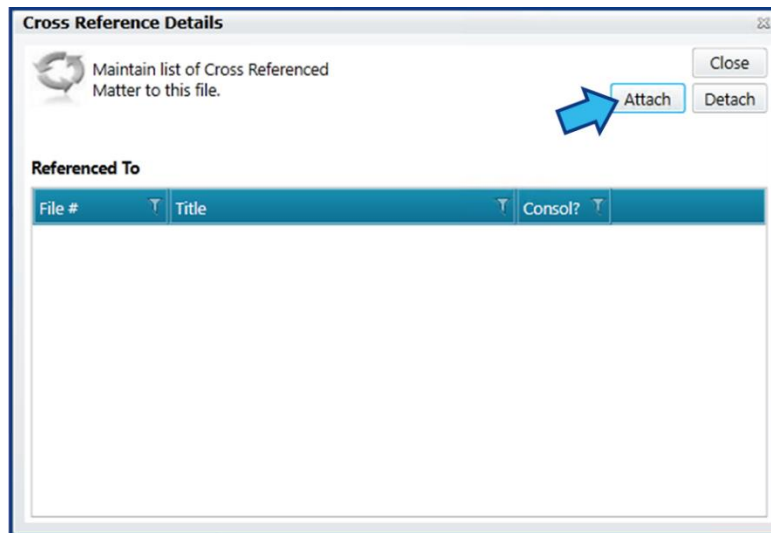 Cross Reference Details
Maintain list of Cross Referenced
Matter to this file.
Close
Attach
Detach
Referenced To
File #
Title
Consol?